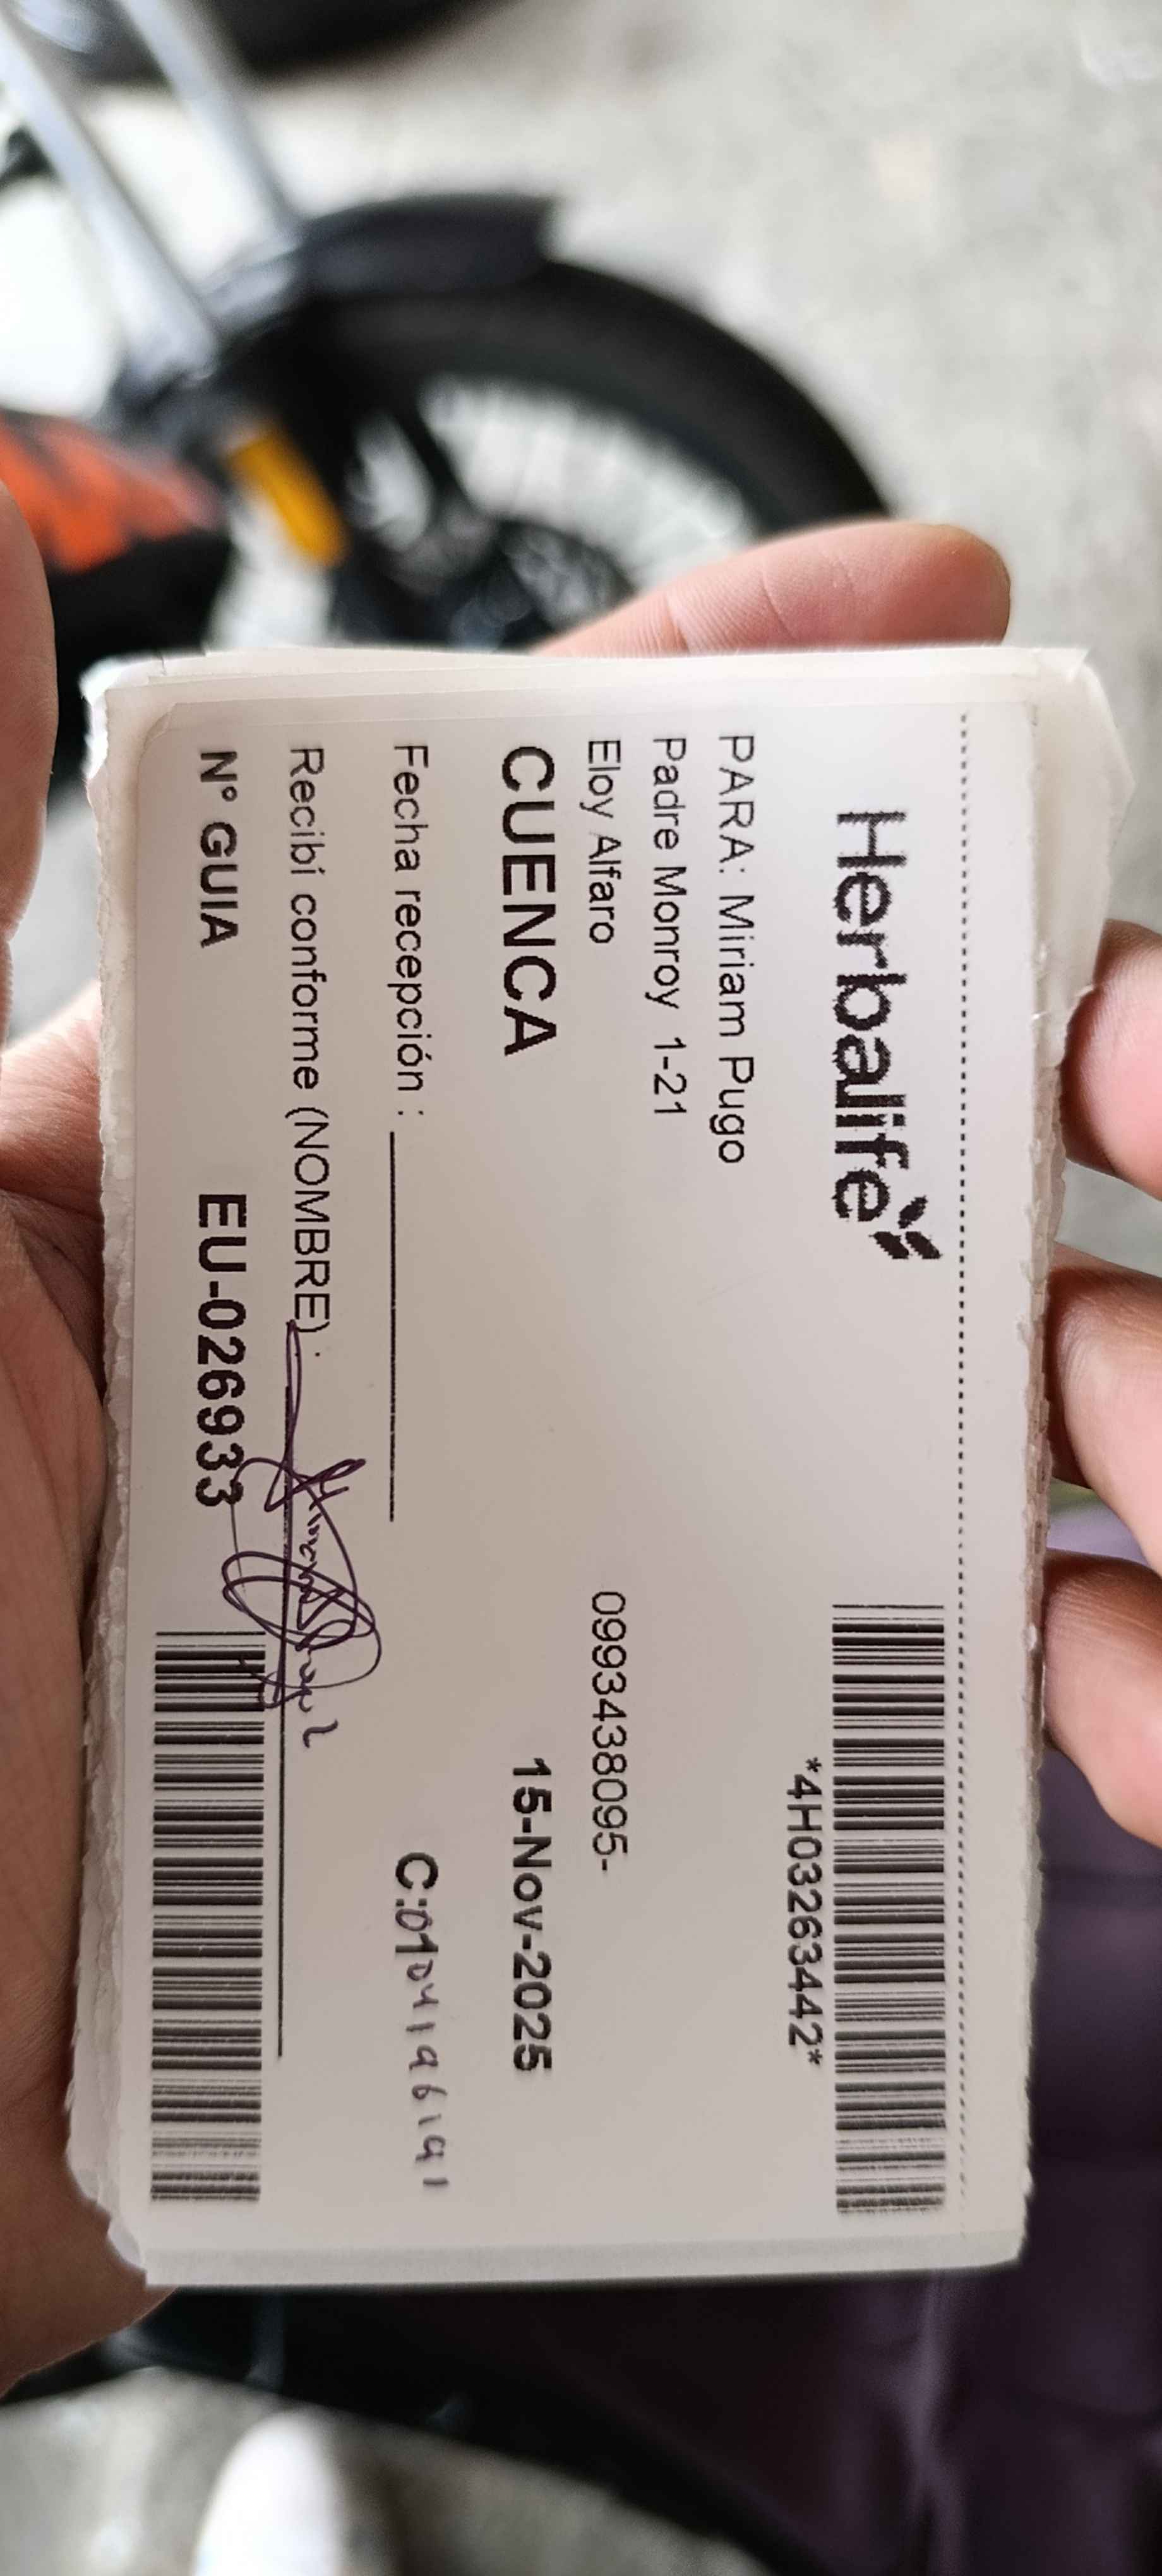 Herbalife
*4H03263442*
PARA: Miriam Pugo
Padre Monroy 1-21
Eloy Alfaro
0993438095-
CUENCA
15-Nov-2025
Fecha recepción :
C:0104196191
Recibí conforme (NOMBRE) :
Nº GUIA
EU-026933